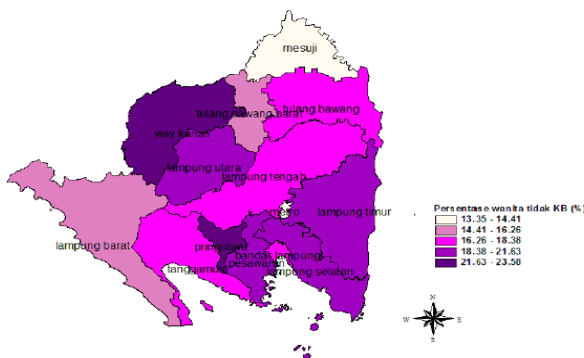 mesuji
tulang bawang
tulang bawang barat
way kanan
lampung utara
lampung tengah
metro
lampung timur
lampung barat
pringsewu
bandar lampung
tanggamus
pesawaran
lampung selatan
Persentase wanita tidak KB (%)
13.35 - 14.41
14.41 - 16.26
16.26 - 18.38
18.38 - 21.63
21.63 - 23.58
N
W E
S